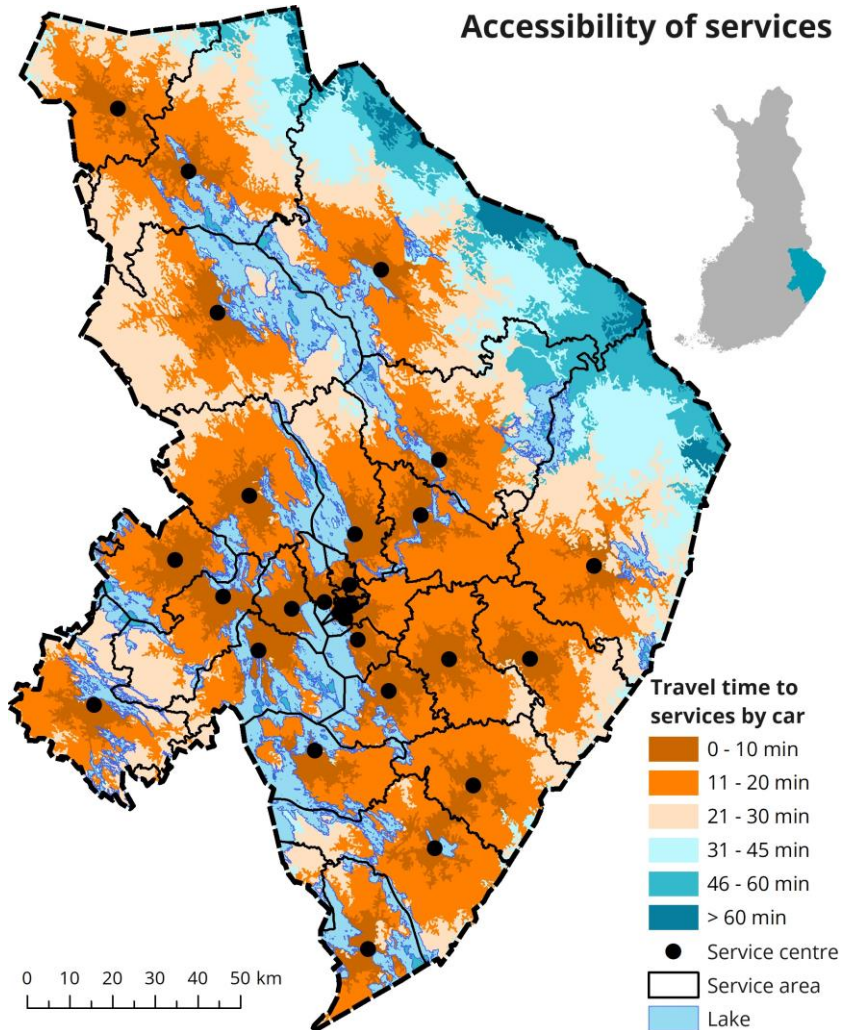 Accessibility of services
Travel time to
services by car
0 - 10 min
11 - 20 min
21 - 30 min
31 - 45 min
46 - 60 min
> 60 min
Service centre
Service area
Lake
0 10 20 30 40 50 km